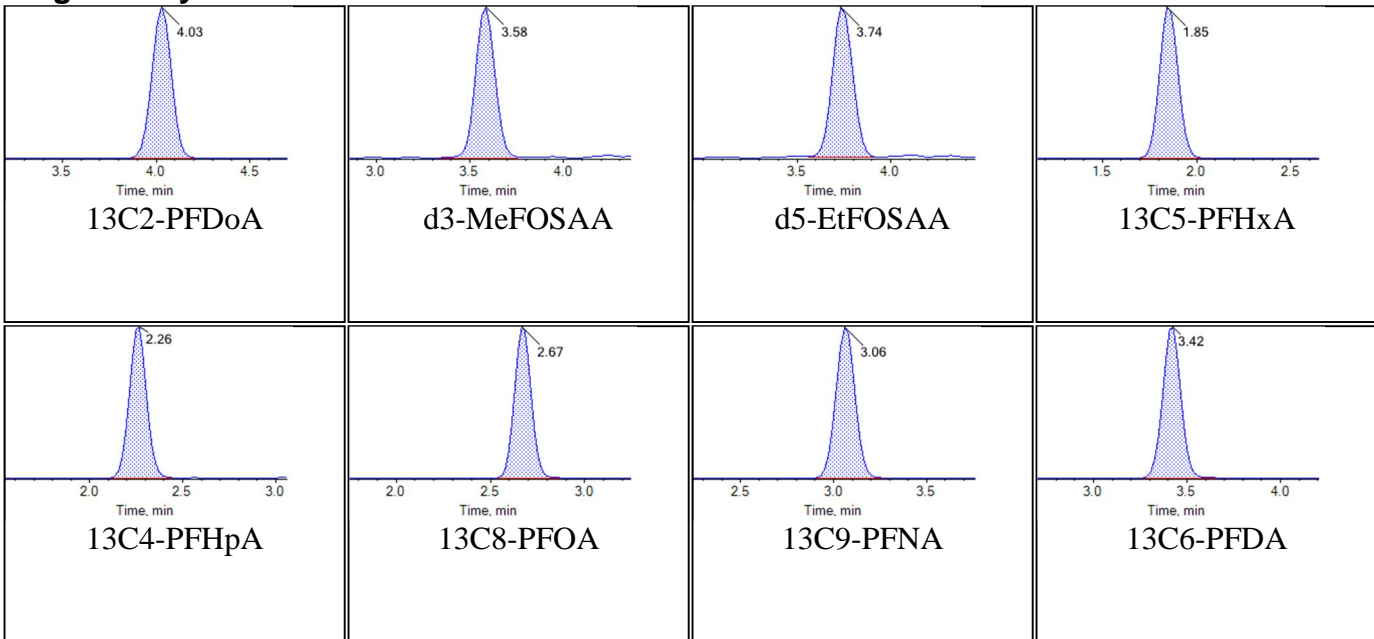 4.03
3.58
3.74
1.85
3.5 4.0 4.5
3.0 3.5 4.0
3.5 4.0
1.5 2.0 2.5
Time, min
Time, min
Time, min
Time, min
13C2-PFDoA
d3-MeFOSAA
d5-EtFOSAA
13C5-PFHxA
2.26
2.67
3.06
3.42
2.0 2.5 3.0
2.0 2.5 3.0
2.5 3.0 3.5
3.0 3.5 4.0
Time, min
Time, min
Time, min
Time, min
13C4-PFHpA
13C8-PFOA
13C9-PFNA
13C6-PFDA